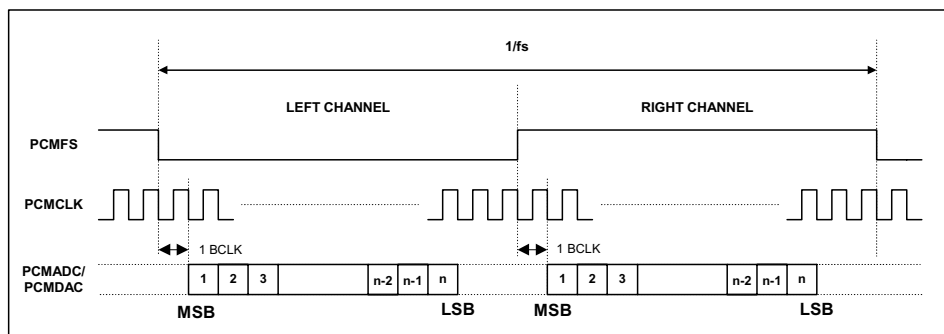 1/fs
LEFT CHANNEL RIGHT CHANNEL
PCMFS
PCMCLK
1 BCLK 1 BCLK
PCMADC/
PCMDAC
1 2 3 n-2 n-1 n 1 2 3 n-2 n-1 n
MSB LSB MSB LSB